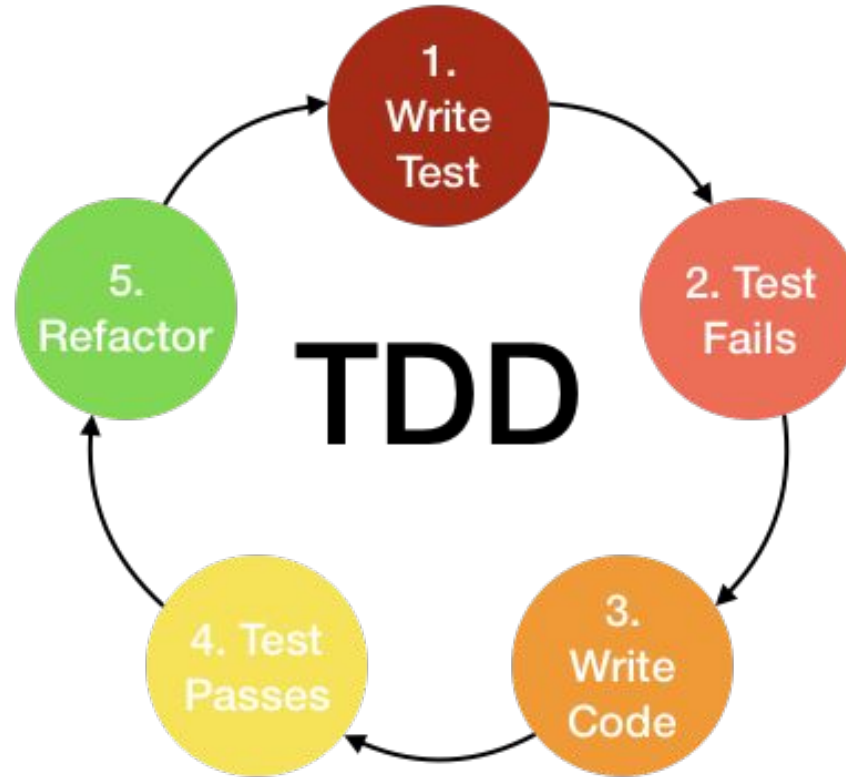 1.
Write
Test
2. Test
Fails
3.
Write
Code
4. Test
Passes
5.
Refactor
TDD